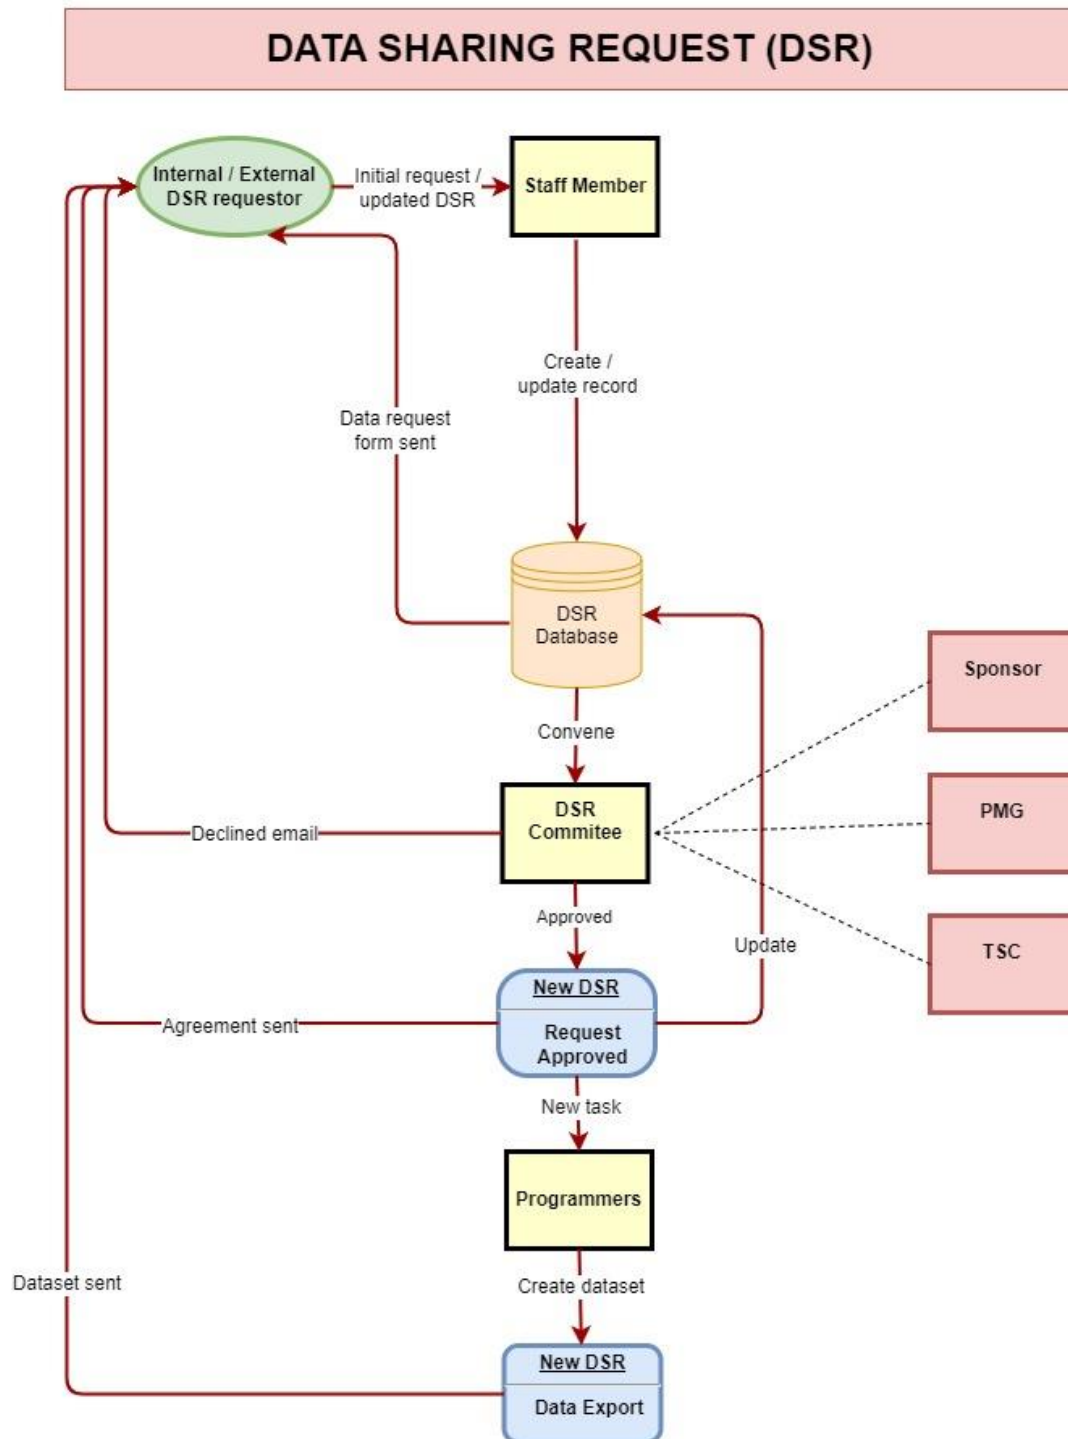 DATA SHARING REQUEST (DSR)
Internal / External
DSR requestor
Initial request /
updated DSR
Staff Member
Create /
update record
Data request
form sent
DSR
Database
Sponsor
Convene
DSR
Commitee
PMG
Declined email
Approved
Update
TSC
New DSR
Request
Approved
Agreement sent
New task
Programmers
Dataset sent
Create dataset
New DSR
Data Export